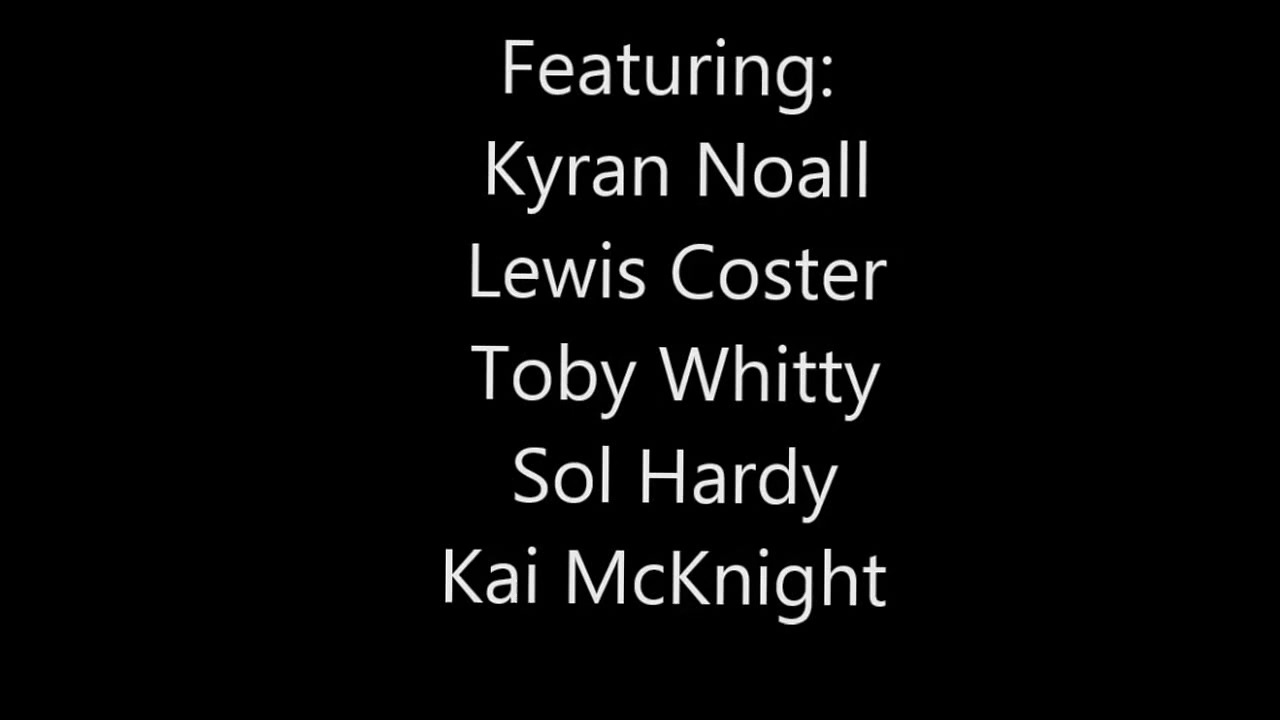 Featuring:
Kyran Noall
Lewis Coster
Toby Whitty
Sol Hardy
Kai McKnight